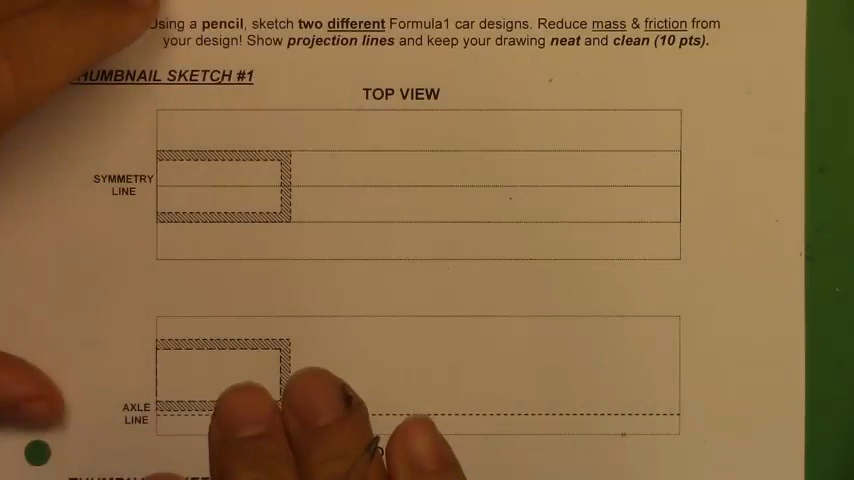 Using a pencil, sketch two different Formula1 car designs. Reduce mass & friction from
your design! Show projection lines and keep your drawing neat and clean (10 pts).
THUMBNAIL SKETCH #1
TOP VIEW
SYMMETRY
LINE
AXLE
LINE